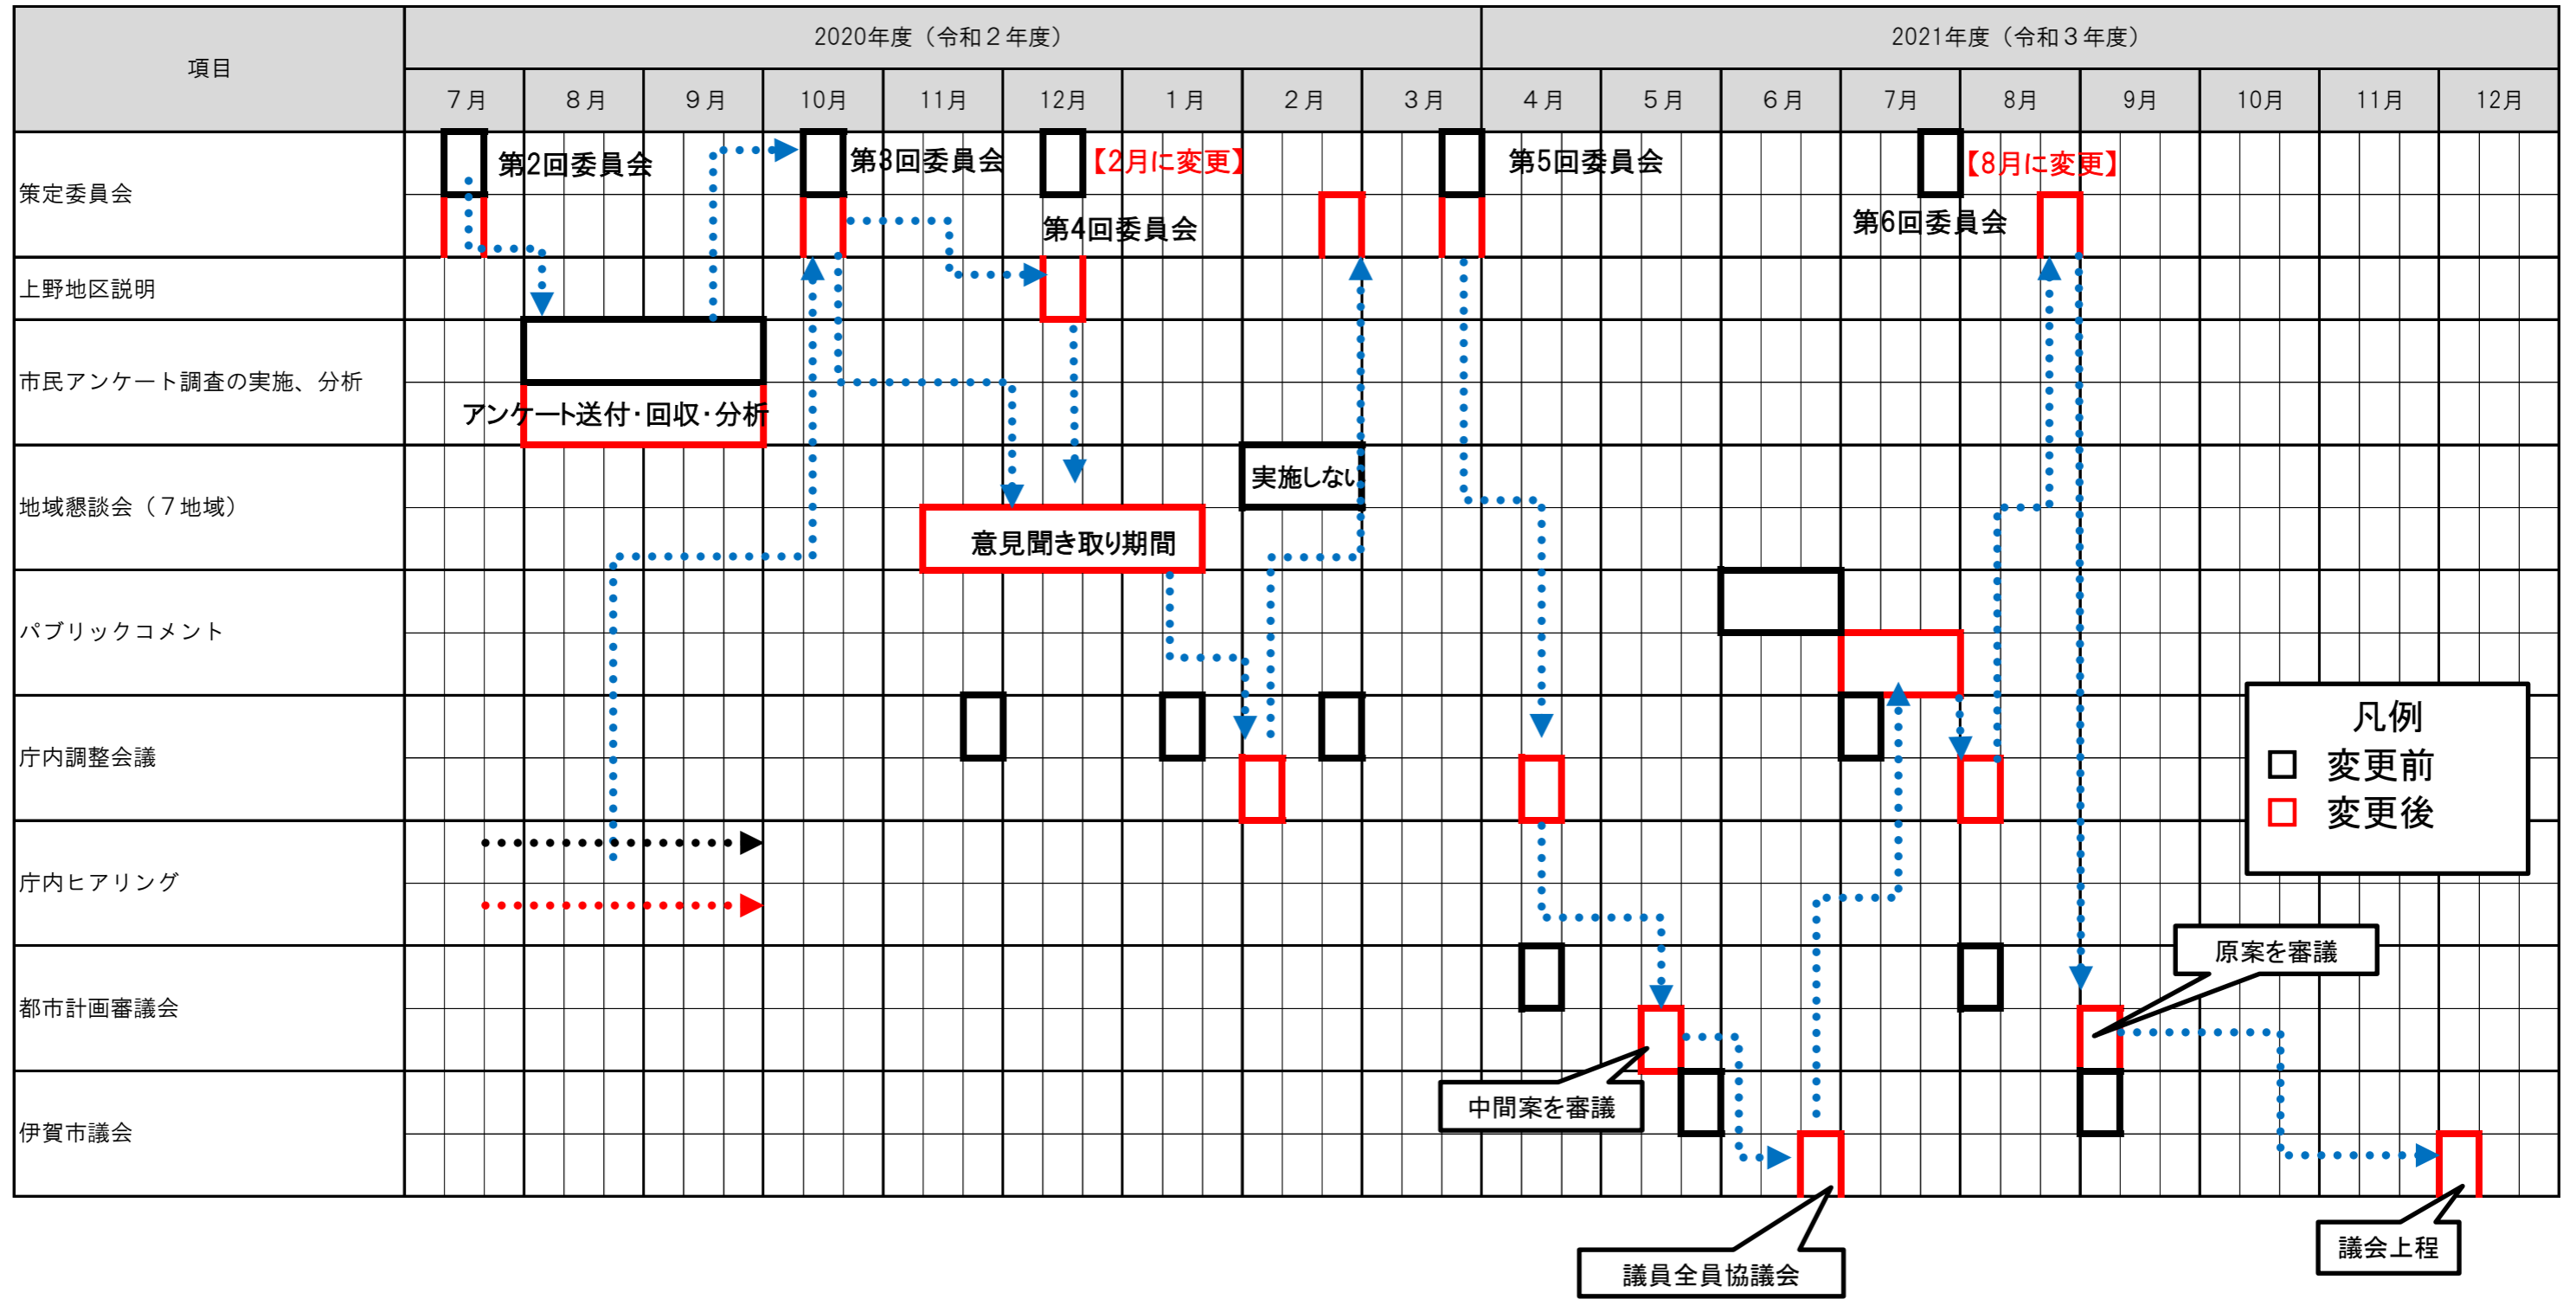 項目
2020年度（令和２年度）
2021年度（令和３年度）
７月
８月
９月
10月
11月
12月
１月
２月
３月
４月
５月
６月
7月
8月
9月
10月
11月
12月
策定委員会
第2回委員会
第3回委員会
【2月に変更】
第4回委員会
第5回委員会
【8月に変更】
第6回委員会
上野地区説明
市民アンケート調査の実施、分析
アンケート送付・回収・分析
地域懇談会（７地域）
実施しない
意見聞き取り期間
パブリックコメント
庁内調整会議
庁内ヒアリング
都市計画審議会
原案を審議
中間案を審議
伊賀市議会
議員全員協議会
議会上程
凡例
変更前
変更後